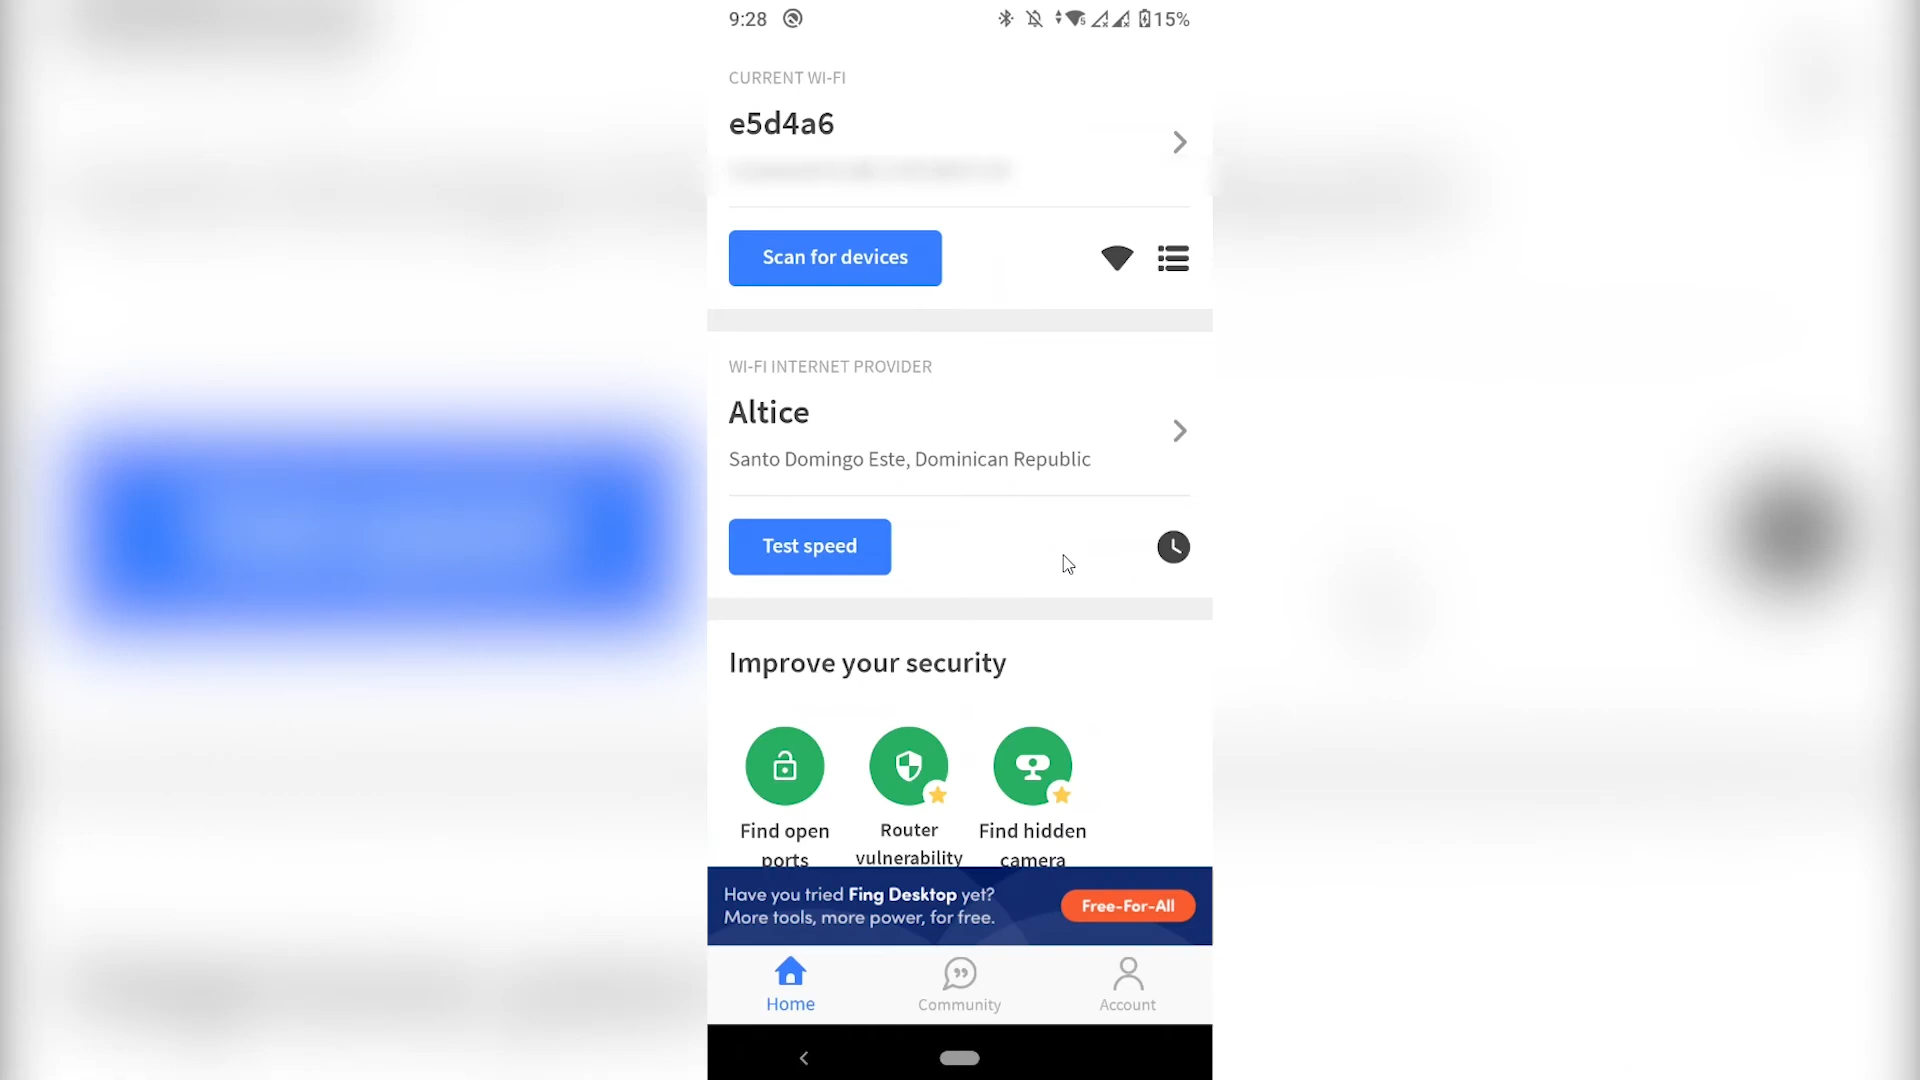 9:28
15%
CURRENT WI-FI
e5d4a6
Scan for devices
WI-FI INTERNET PROVIDER
Altice
Santo Domingo Este, Dominican Republic
Test speed
Improve your security
Find open
ports
Router
vulnerability
Find hidden
camera
Have you tried Fing Desktop yet?
More tools, more power, for free.
Free-For-All
Home
Community
Account